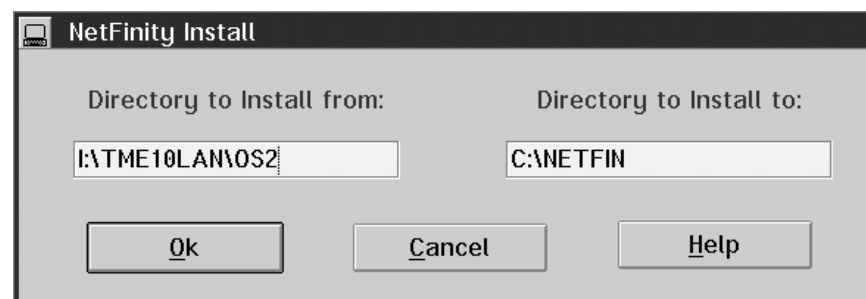 NetFinity Install
Directory to Install from: Directory to Install to:
I:\TME10LAN\OS2 C:\NETFIN
Ok Cancel Help